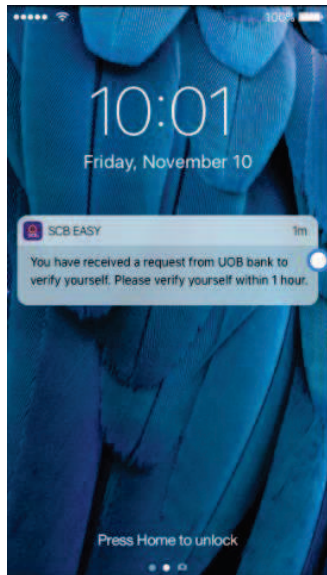 100%
10:01
Friday, November 10
SCB EASY 1m
You have received a request from UOB bank to
verify yourself. Please verify yourself within 1 hour.
Press Home to unlock